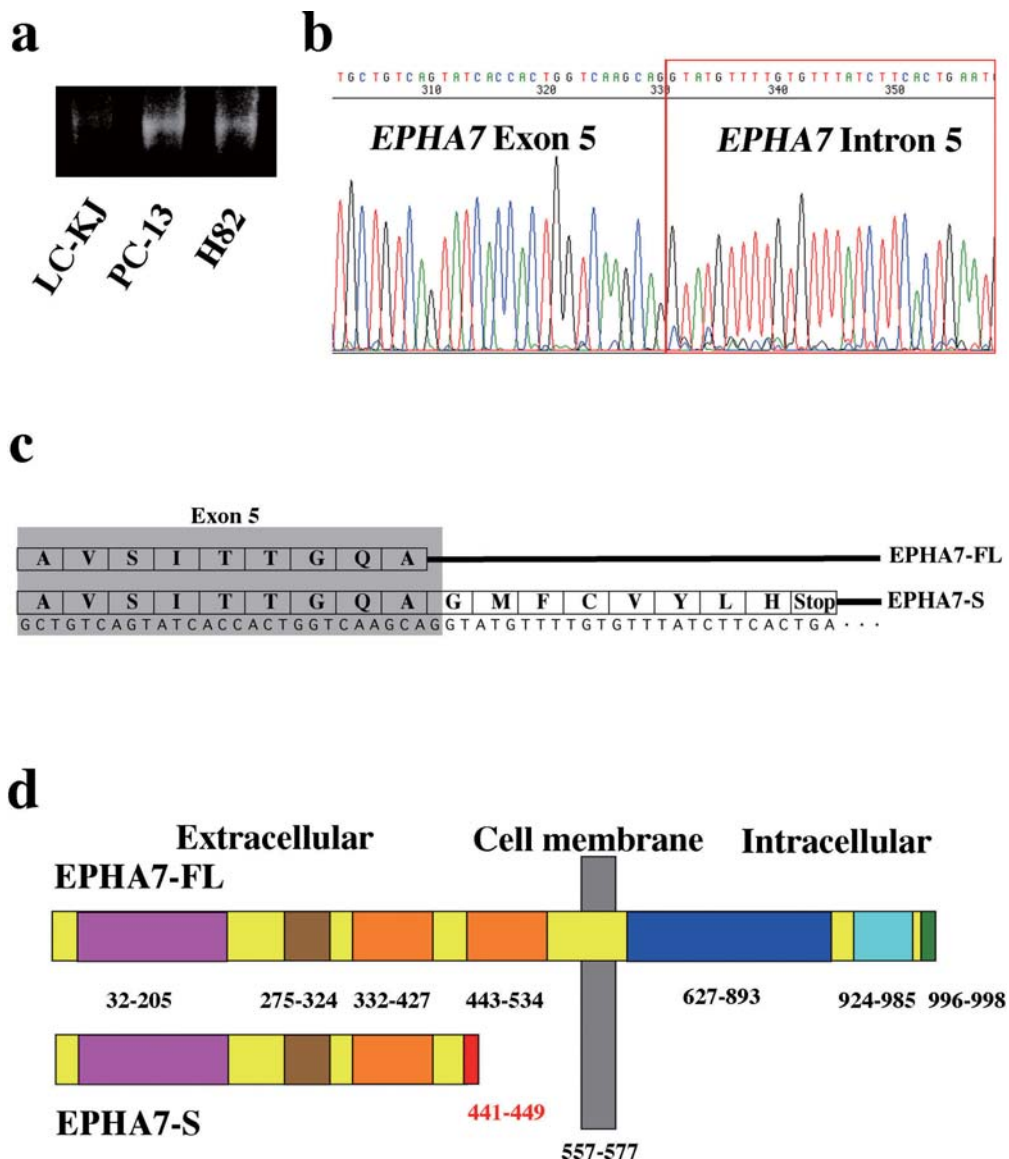 a
LC-KJ
PC-13
H82
b
T G C T G T C A G T A T C A C C A C T G G T C A A G C A G G T A T G T T T T G T G T T T A T C T T C A C T G A A T
310 320 330 340 350
EPHA7 Exon 5
EPHA7 Intron 5
c
Exon 5
A V S I T T G Q A
EPHA7-FL
A V S I T T G Q A G M F C V Y L H Stop
EPHA7-S
G C T G T C A G T A T C A C C A C T G G T C A A G C A G G T A T G T T T T G T G T T T A T C T T C A C T G A · · ·
d
Extracellular
Cell membrane
Intracellular
EPHA7-FL
32-205
275-324
332-427
443-534
627-893
924-985
996-998
EPHA7-S
441-449
557-577